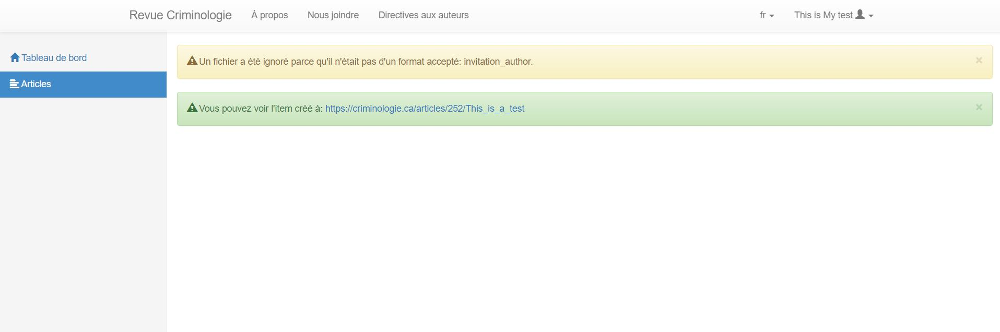 Revue Criminologie À propos Nous joindre Directives aux auteurs fr This is My test
Tableau de bord
Articles
Un fichier a été ignoré parce qu'il n'était pas d'un format accepté: invitation_author. ×
Vous pouvez voir l'item créé à: https://criminologie.ca/articles/252/This_is_a_test ×